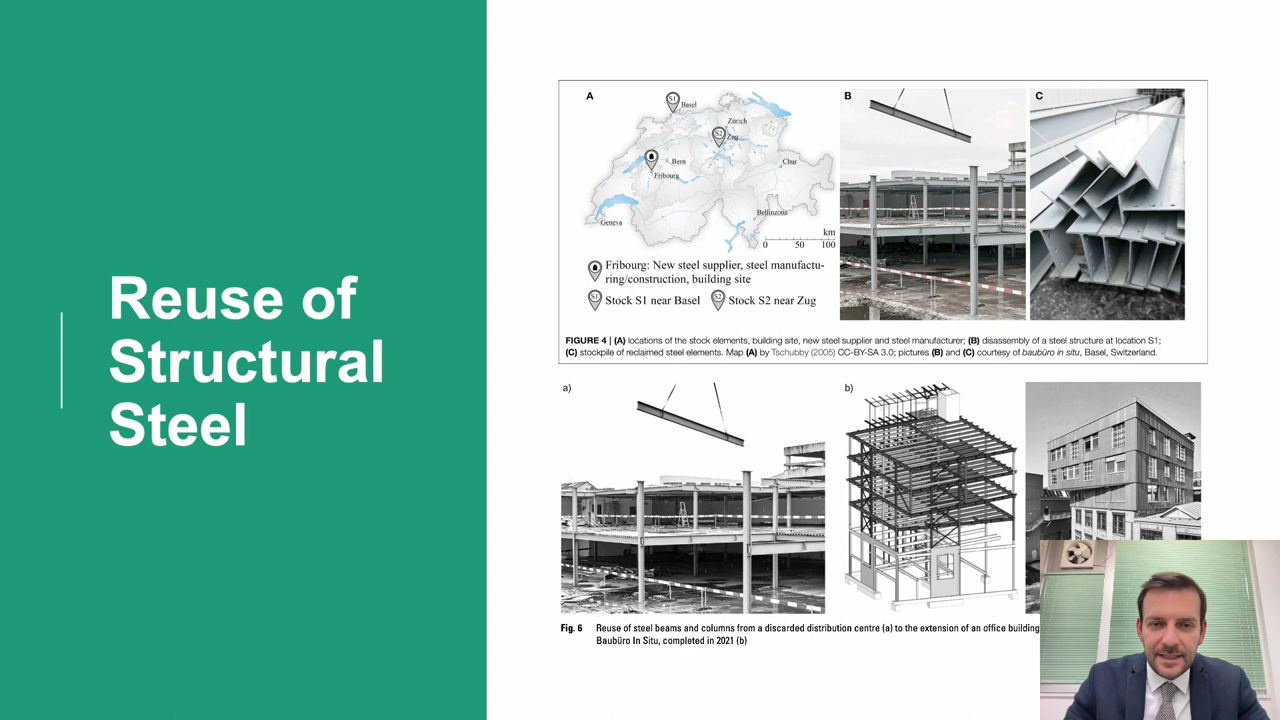 Reuse of
Structural
Steel
A
S1
Basel
Zürich
S2
Zug
Bern
Fribourg
Chur
Geneva
Bellinzona
km
0 50 100
Fribourg: New steel supplier, steel manufactu-
ring/construction, building site
S1 Stock S1 near Basel S2 Stock S2 near Zug
B
C
FIGURE 4 | (A) locations of the stock elements, building site, new steel supplier and steel manufacturer; (B) disassembly of a steel structure at location S1;
(C) stockpile of reclaimed steel elements. Map (A) by Tschubby (2005) CC-BY-SA 3.0; pictures (B) and (C) courtesy of baubüro in situ, Basel, Switzerland.
a)
b)
Fig. 6 Reuse of steel beams and columns from a discarded distribution centre (a) to the extension of an office building
Baubüro In Situ, completed in 2021 (b)